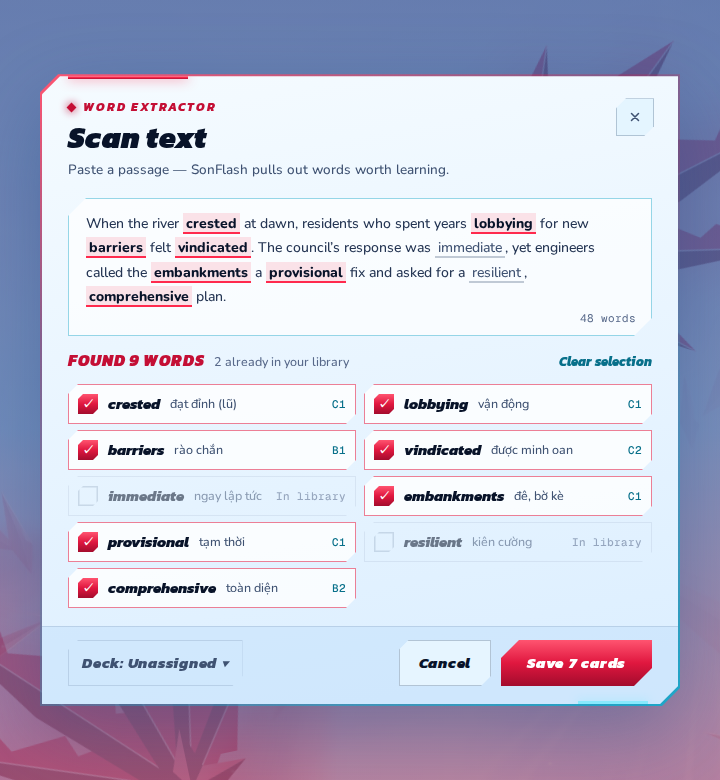 WORD EXTRACTOR
Scan text
Paste a passage — SonFlash pulls out words worth learning.
When the river crested at dawn, residents who spent years lobbying for new
barriers felt vindicated. The council's response was immediate, yet engineers
called the embankments a provisional fix and asked for a resilient,
comprehensive plan.
48 words
FOUND 9 WORDS 2 already in your library Clear selection
crested đạt đỉnh (lũ) C1
lobbying vận động C1
barriers rào chắn B1
vindicated được minh oan C2
immediate ngay lập tức In library
embankments đê, bờ kè C1
provisional tạm thời C1
resilient kiên cường In library
comprehensive toàn diện B2
Deck: Unassigned ▾
Cancel
Save 7 cards